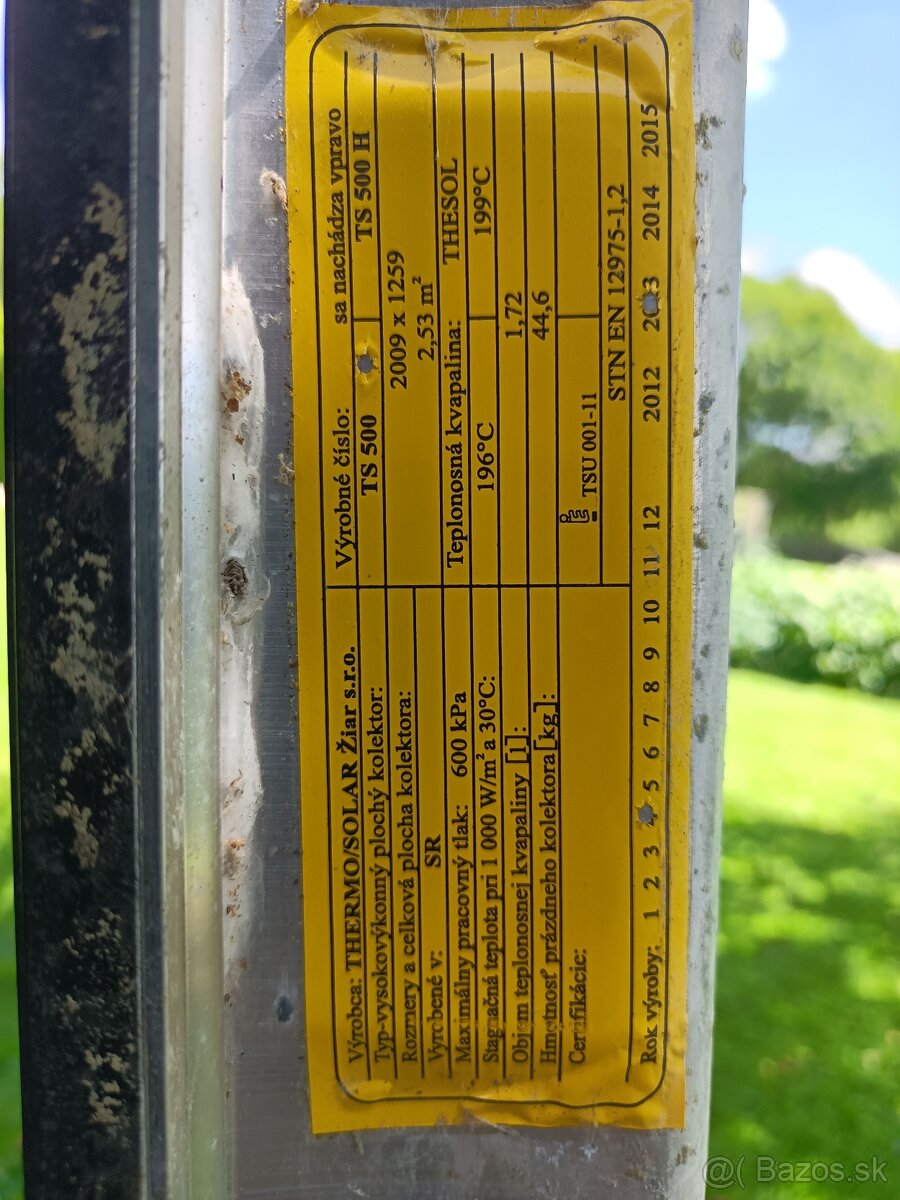 Výrobca: THERMO/SOLAR Žiar s.r.o. Výrobné číslo: sa nachádza vpravo
Typ-vysokovýkonný plochý kolektor: TS 500 TS 500 H
Rozmery a celková plocha kolektora: 2009 x 1259
2,53 m²
Vyrobené v: SR
Maximálny pracovný tlak: 600 kPa Teplonosná kvapalina: THESOL
Stagnačná teplota pri 1 000 W/m² a 30°C: 196°C 199°C
Objem teplonosnej kvapaliny [l]: 1,72
Hmotnosť prázdneho kolektora[kg]: 44,6
Certifikácie: TSU 001-11
STN EN 12975-1,2
Rok výroby: 1 2 3 4 5 6 7 8 9 10 11 12 2012 2013 2014 2015
@( Bazos.sk